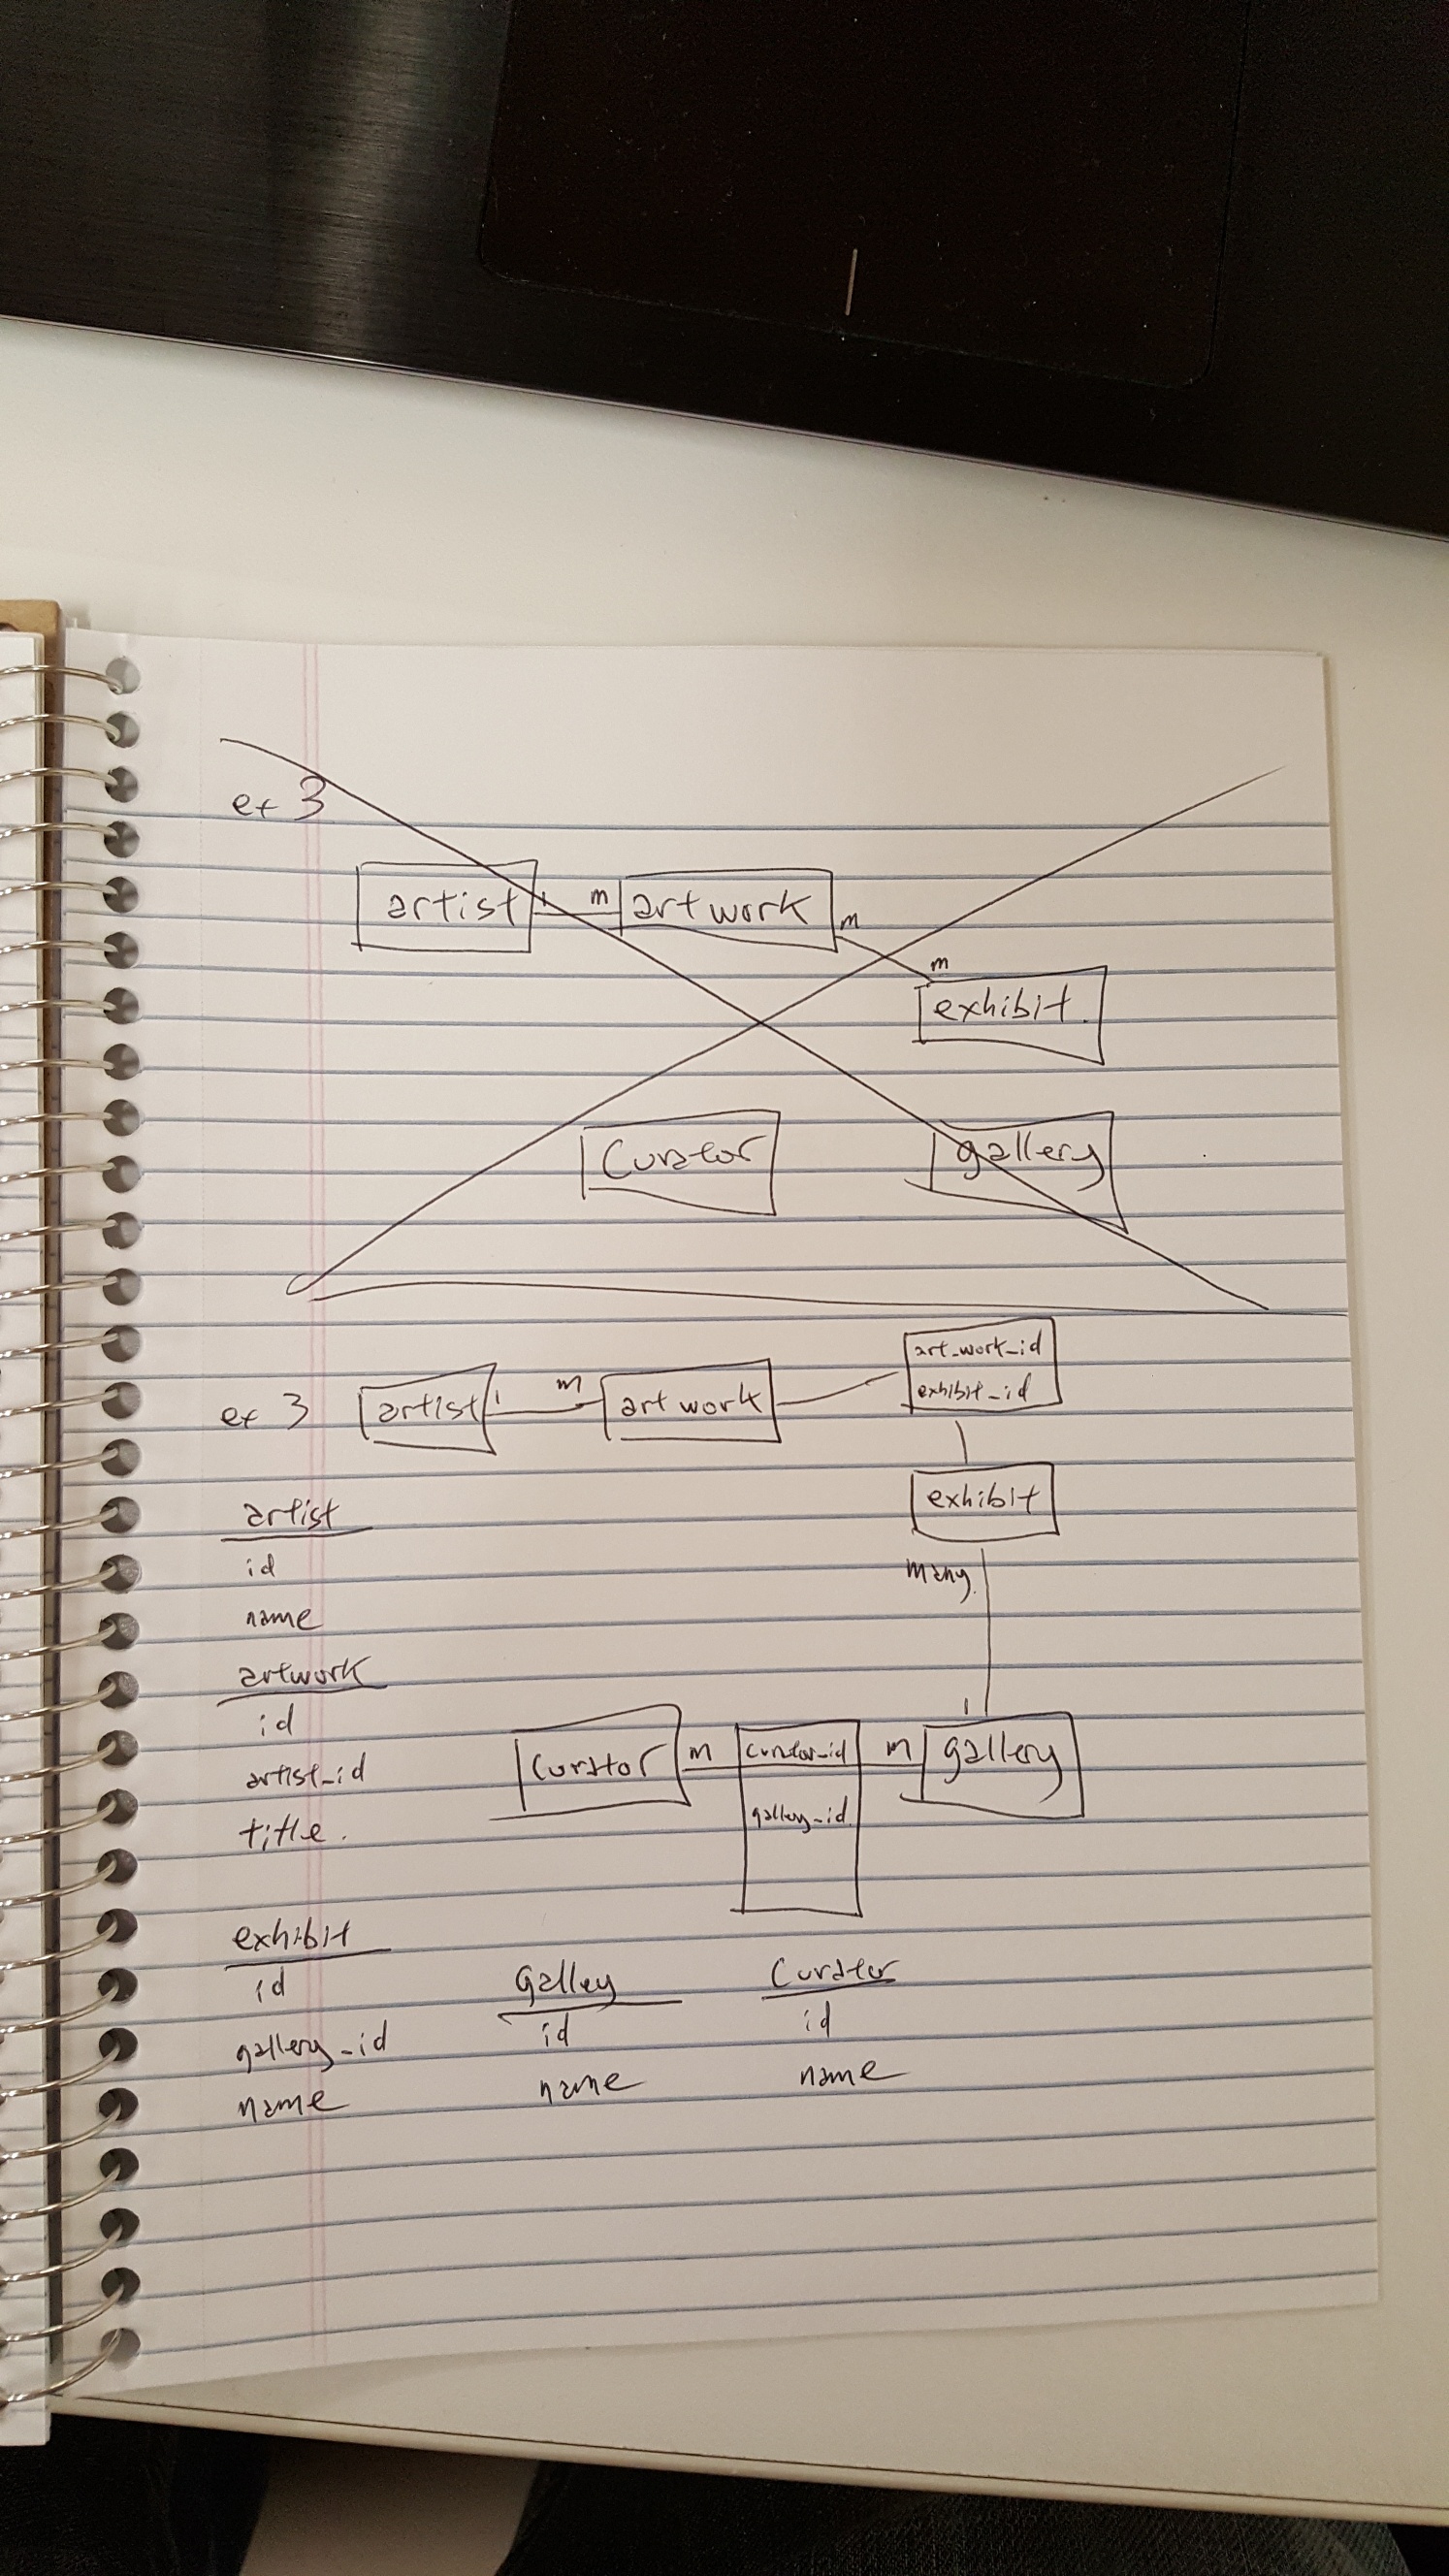 ex 3
artist 1 m artwork m
m
exhibit.
Curator gallery
ex 3 artist 1 m artwork
art_work_id
exhibit_id
exhibit
many.
1
Curator m curator_id m gallery
gallery_id.
artist
id
name
artwork
id
artist_id
title.
exhibit
id
gallery_id
name
Galley
id
name
Curator
id
name